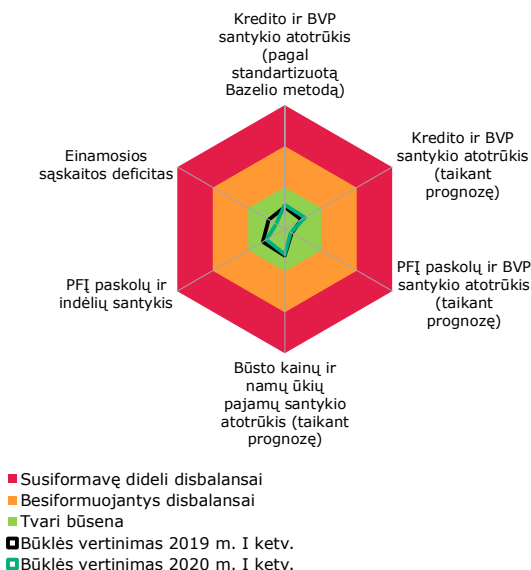 Kredito ir BVP
santykio atotrūkis
(pagal
standartizuotą
Bazelio metodą)
Kredito ir BVP
santykio atotrūkis
(taikant
prognozę)
PFĮ paskolų ir BVP
santykio atotrūkis
(taikant
prognozę)
Būsto kainų ir
namų ūkių
pajamų santykio
atotrūkis (taikant
prognozę)
PFĮ paskolų ir
indėlių santykis
Einamosios
sąskaitos deficitas
Susiformavę dideli disbalansai
Besiformuojantys disbalansai
Tvari būsena
Būklės vertinimas 2019 m. I ketv.
Būklės vertinimas 2020 m. I ketv.